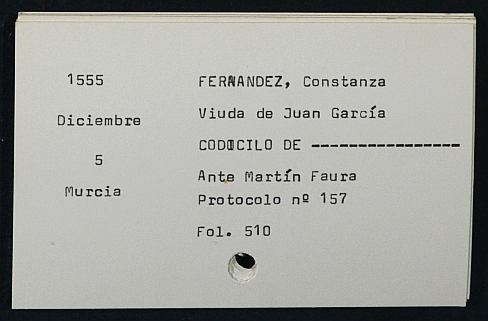 1555
Diciembre
5
Murcia
FERNANDEZ, Constanza
Viuda de Juan García
CODICILO DE -----------------
Ante Martín Faura
Protocolo nº 157
Fol. 510